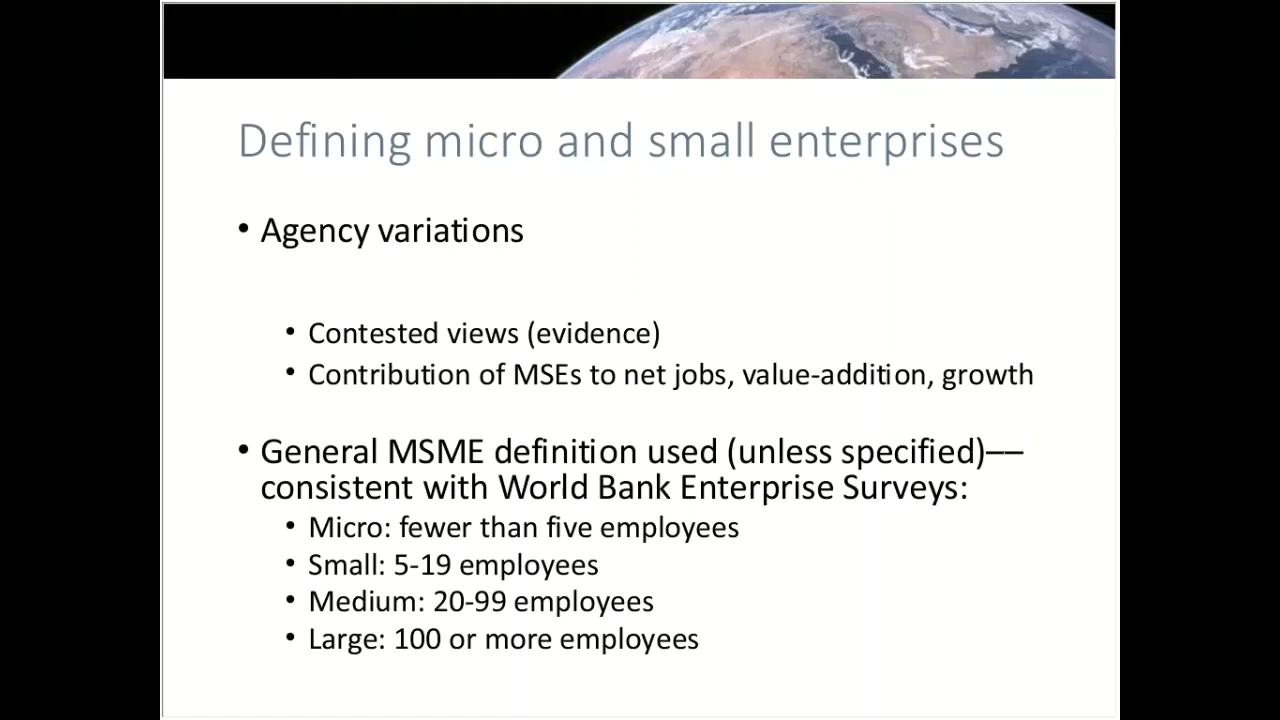 Defining micro and small enterprises
• Agency variations
• Contested views (evidence)
• Contribution of MSEs to net jobs, value-addition, growth
• General MSME definition used (unless specified)––
consistent with World Bank Enterprise Surveys:
• Micro: fewer than five employees
• Small: 5-19 employees
• Medium: 20-99 employees
• Large: 100 or more employees